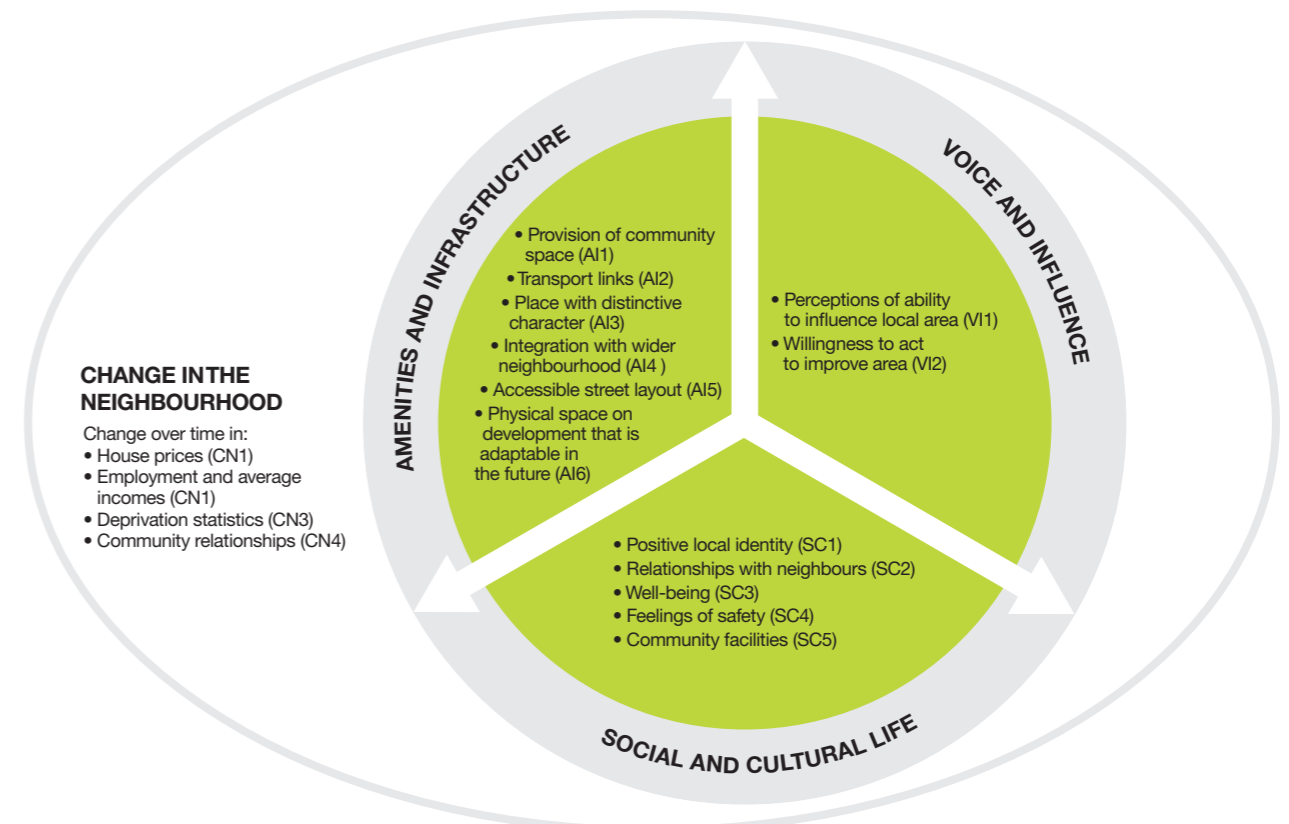 AMENITIES AND INFRASTRUCTURE
• Provision of community
space (AI1)
• Transport links (AI2)
• Place with distinctive
character (AI3)
• Integration with wider
neighbourhood (AI4 )
• Accessible street layout (AI5)
• Physical space on
development that is
adaptable in
the future (AI6)
VOICE AND INFLUENCE
• Perceptions of ability
to influence local area (VI1)
• Willingness to act
to improve area (VI2)
CHANGE IN THE
NEIGHBOURHOOD
Change over time in:
• House prices (CN1)
• Employment and average
incomes (CN1)
• Deprivation statistics (CN3)
• Community relationships (CN4)
• Positive local identity (SC1)
• Relationships with neighbours (SC2)
• Well-being (SC3)
• Feelings of safety (SC4)
• Community facilities (SC5)
SOCIAL AND CULTURAL LIFE